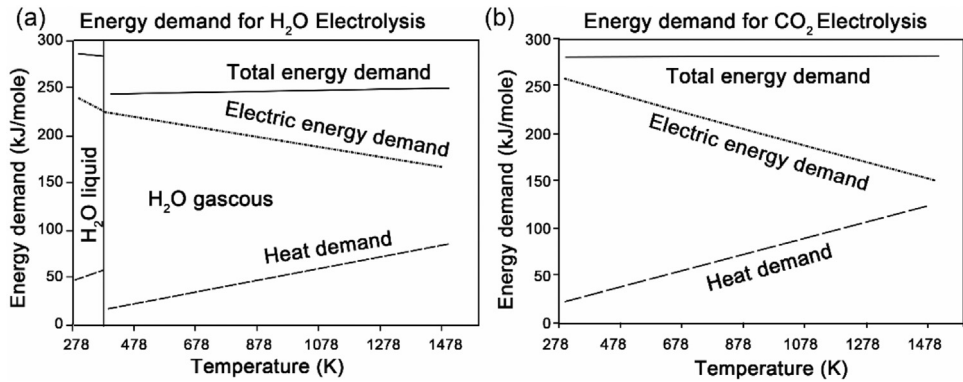 (a)
Energy demand for H₂O Electrolysis
Energy demand (kJ/mole)
300
250
200
150
100
50
0
Total energy demand
Electric energy demand
H₂O liquid
H₂O gascous
Heat demand
278 478 678 878 1078 1278 1478
Temperature (K)
(b)
Energy demand for CO₂ Electrolysis
Energy demand (kJ/mole)
300
250
200
150
100
50
0
Total energy demand
Electric energy demand
Heat demand
278 478 678 878 1078 1278 1478
Temperature (K)